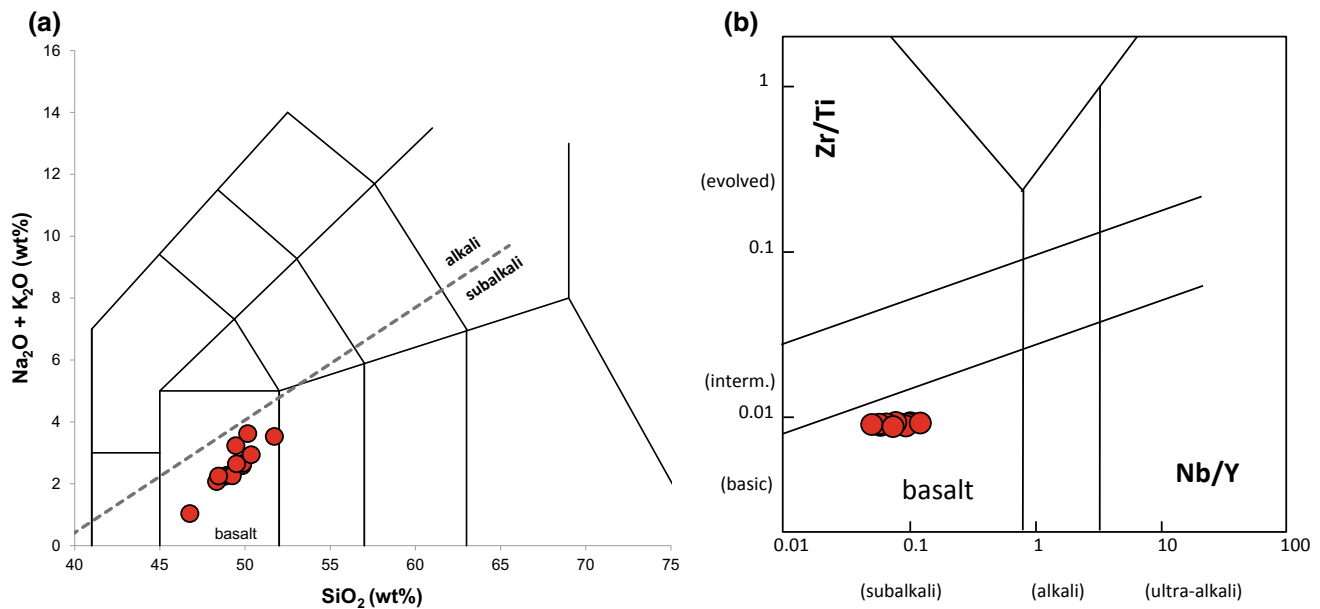 (a)
16
14
12
10
8
6
4
2
0
Na₂O + K₂O (wt%)
alkali
subalkali
basalt
40 45 50 55 60 65 70 75
SiO₂ (wt%)
(b)
1
0.1
0.01
Zr/Ti
(evolved)
(interm.)
(basic)
basalt
Nb/Y
0.01 0.1 1 10 100
(subalkali) (alkali) (ultra-alkali)